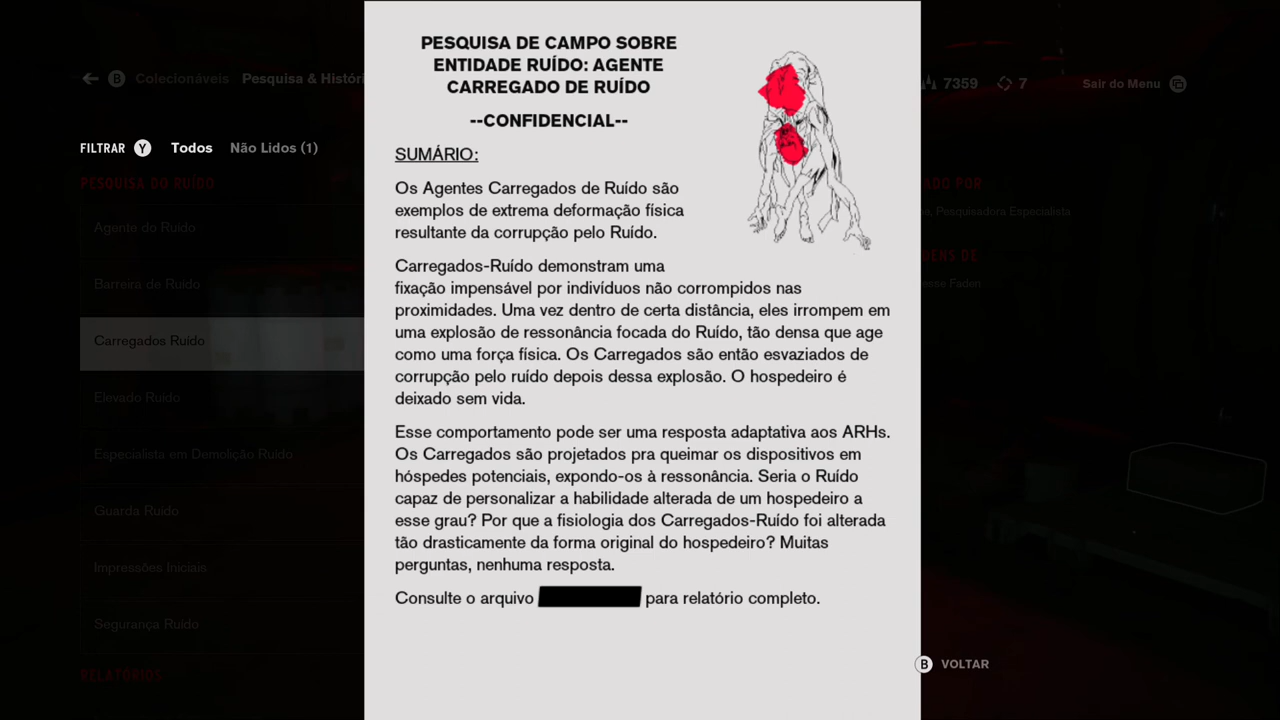 PESQUISA DE CAMPO SOBRE
ENTIDADE RUÍDO: AGENTE
CARREGADO DE RUÍDO
--CONFIDENCIAL--
SUMÁRIO:
Os Agentes Carregados de Ruído são
exemplos de extrema deformação física
resultante da corrupção pelo Ruído.
Carregados-Ruído demonstram uma
fixação impensável por indivíduos não corrompidos nas
proximidades. Uma vez dentro de certa distância, eles irrompem em
uma explosão de ressonância focada do Ruído, tão densa que age
como uma força física. Os Carregados são então esvaziados de
corrupção pelo ruído depois dessa explosão. O hospedeiro é
deixado sem vida.
Esse comportamento pode ser uma resposta adaptativa aos ARHs.
Os Carregados são projetados pra queimar os dispositivos em
hóspedes potenciais, expondo-os à ressonância. Seria o Ruído
capaz de personalizar a habilidade alterada de um hospedeiro a
esse grau? Por que a fisiologia dos Carregados-Ruído foi alterada
tão drasticamente da forma original do hospedeiro? Muitas
perguntas, nenhuma resposta.
Consulte o arquivo para relatório completo.
B Colecionáveis Pesquisa & Históri
7359 7 Sair do Menu
FILTRAR Y Todos Não Lidos (1)
PESQUISA DO RUÍDO
Agente do Ruído
Barreira de Ruído
Carregados Ruído
Elevado Ruído
Especialista em Demolição Ruído
Guarda Ruído
Impressões Iniciais
Segurança Ruído
RELATÓRIOS
ADO POR
a, Pesquisadora Especialista
GENS DE
esse Faden
B VOLTAR